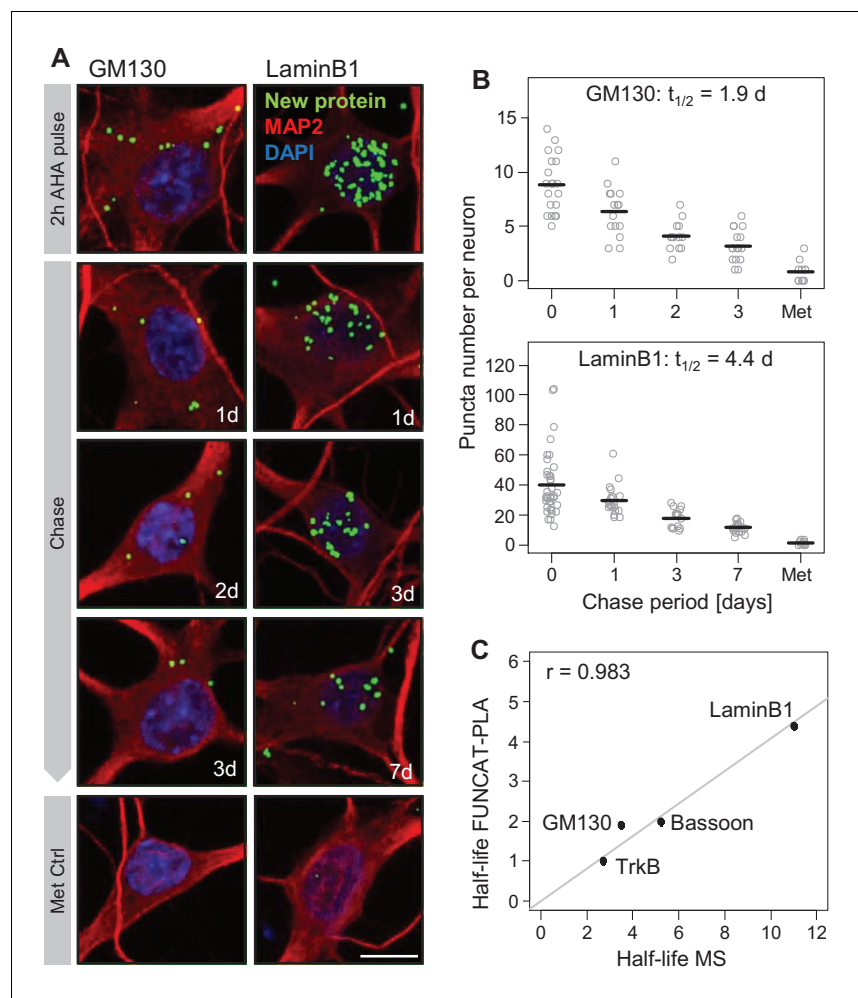 A
GM130
LaminB1
2h AHA pulse
New protein
MAP2
DAPI
Chase
1d
1d
2d
3d
3d
7d
Met Ctrl
B
GM130: t1/2 = 1.9 d
15
10
5
0
0 1 2 3 Met
Puncta number per neuron
LaminB1: t1/2 = 4.4 d
120
100
80
60
40
20
0
0 1 3 7 Met
Chase period [days]
C
r = 0.983
6
5
4
3
2
1
0
Half-life FUNCAT-PLA
LaminB1
GM130
Bassoon
TrkB
0 2 4 6 8 10 12
Half-life MS